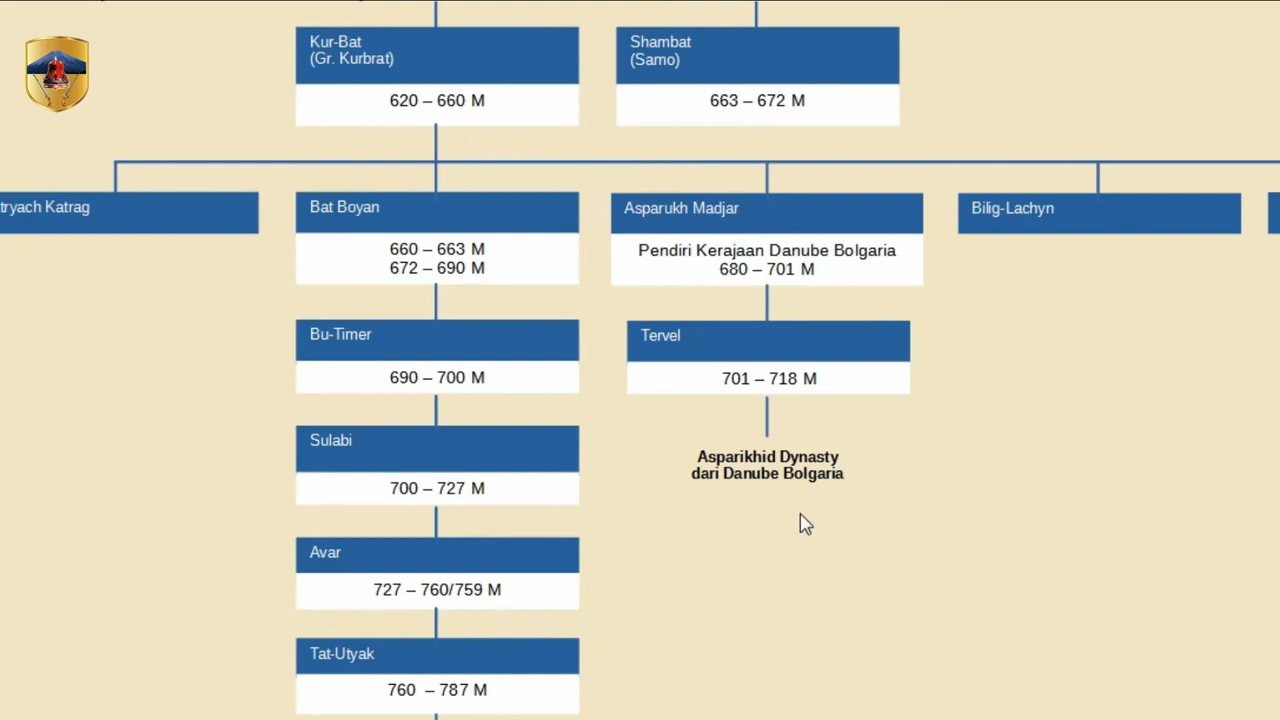 Kur-Bat
(Gr. Kurbrat)
620 – 660 M
Shambat
(Samo)
663 – 672 M
tryach Katrag
Bat Boyan
660 – 663 M
672 – 690 M
Asparukh Madjar
Pendiri Kerajaan Danube Bolgaria
680 – 701 M
Bilig-Lachyn
Bu-Timer
690 – 700 M
Tervel
701 – 718 M
Asparikhid Dynasty
dari Danube Bolgaria
Sulabi
700 – 727 M
Avar
727 – 760/759 M
Tat-Utyak
760 – 787 M